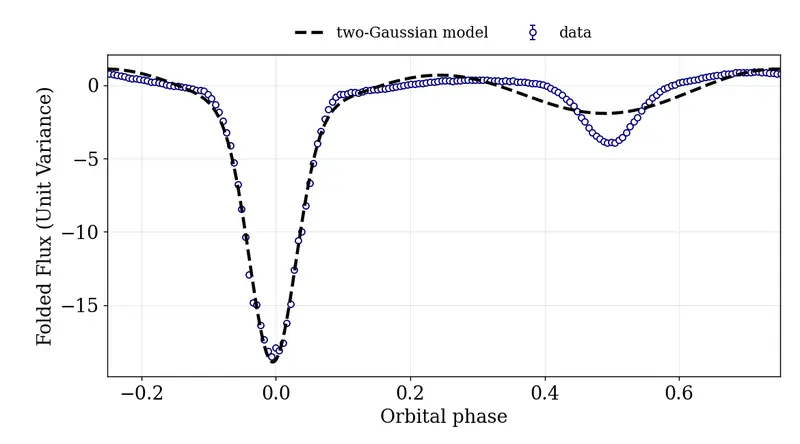 two-Gaussian model
data
Folded Flux (Unit Variance)
0
−5
−10
−15
−0.2
0.0
0.2
0.4
0.6
Orbital phase